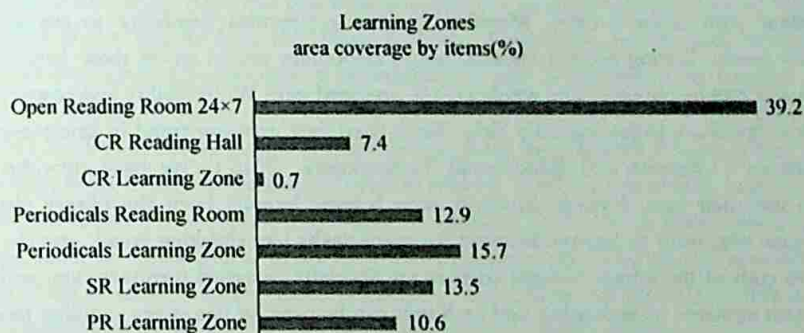 Learning Zones
area coverage by items(%)
Open Reading Room 24×7 39.2
CR Reading Hall 7.4
CR Learning Zone 0.7
Periodicals Reading Room 12.9
Periodicals Learning Zone 15.7
SR Learning Zone 13.5
PR Learning Zone 10.6